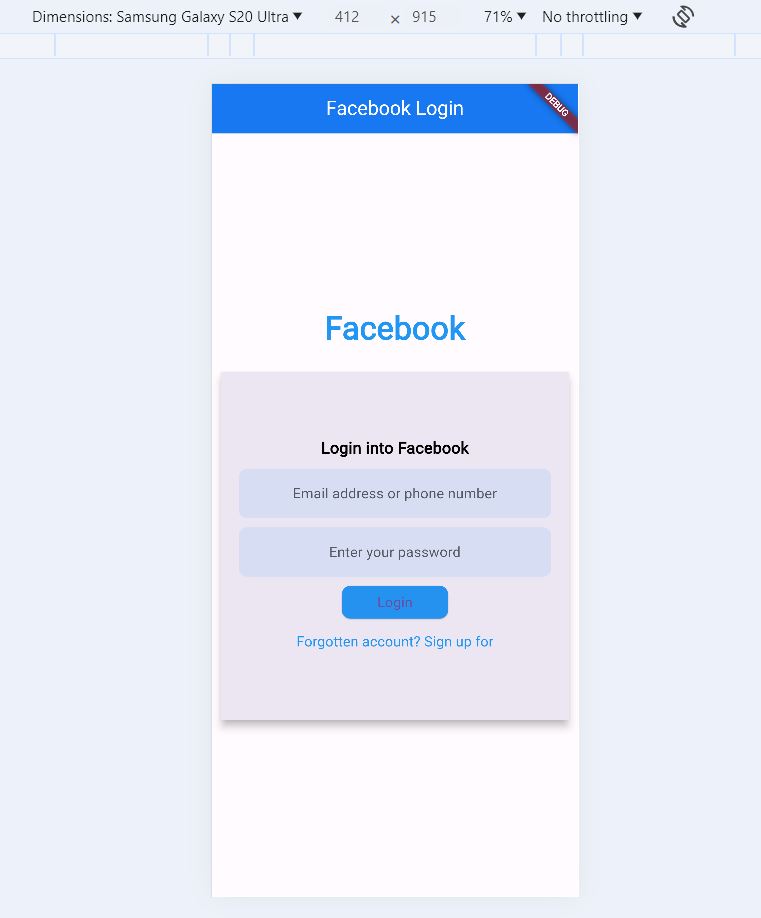 Dimensions: Samsung Galaxy S20 Ultra ▼ 412 × 915 71% ▼ No throttling ▼
Facebook Login
DEBUG
Facebook
Login into Facebook
Email address or phone number
Enter your password
Login
Forgotten account? Sign up for